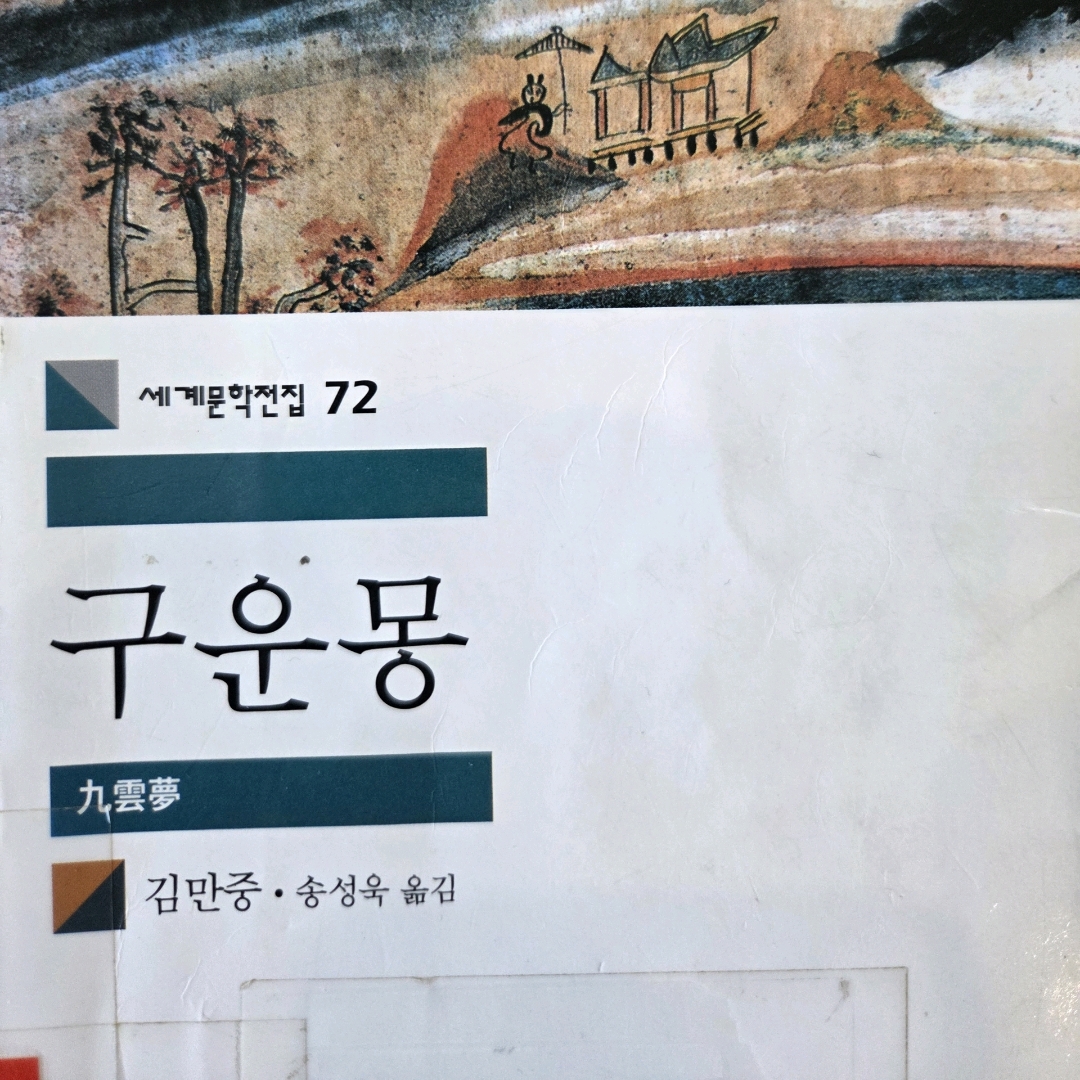 세계문학전집 72
구운몽
九雲夢
김만중 · 송성욱 옮김